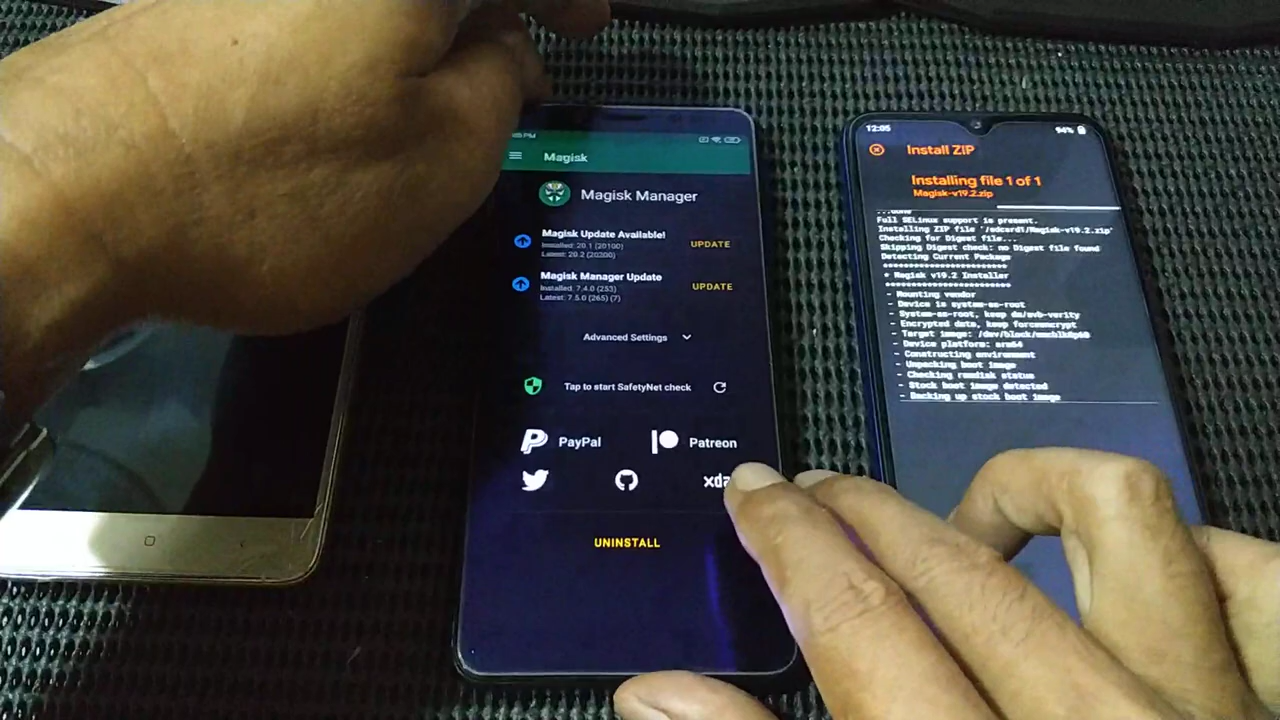 05 PM
Magisk
Magisk Manager
Magisk Update Available!
Installed: 20.1 (20100)
Latest: 20.2 (20200)
UPDATE
Magisk Manager Update
Installed: 7.4.0 (253)
Latest: 7.5.0 (265) (7)
UPDATE
Advanced Settings
Tap to start SafetyNet check
PayPal
Patreon
xda
UNINSTALL
12:05
94%
Install ZIP
Installing file 1 of 1
Magisk-v19.2.zip
...done
Full SELinux support is present.
Installing ZIP file '/sdcard1/Magisk-v19.2.zip'
Checking for Digest file...
Skipping Digest check: no Digest file found
Detecting Current Package
************************
* Magisk v19.2 Installer
************************
- Mounting vendor
- Device is system-as-root
- System-as-root, keep dm/avb-verity
- Encrypted data, keep forceencrypt
- Target image: /dev/block/mmcblk0p60
- Device platform: arm64
- Constructing environment
- Unpacking boot image
- Checking ramdisk status
- Stock boot image detected
- Backing up stock boot image